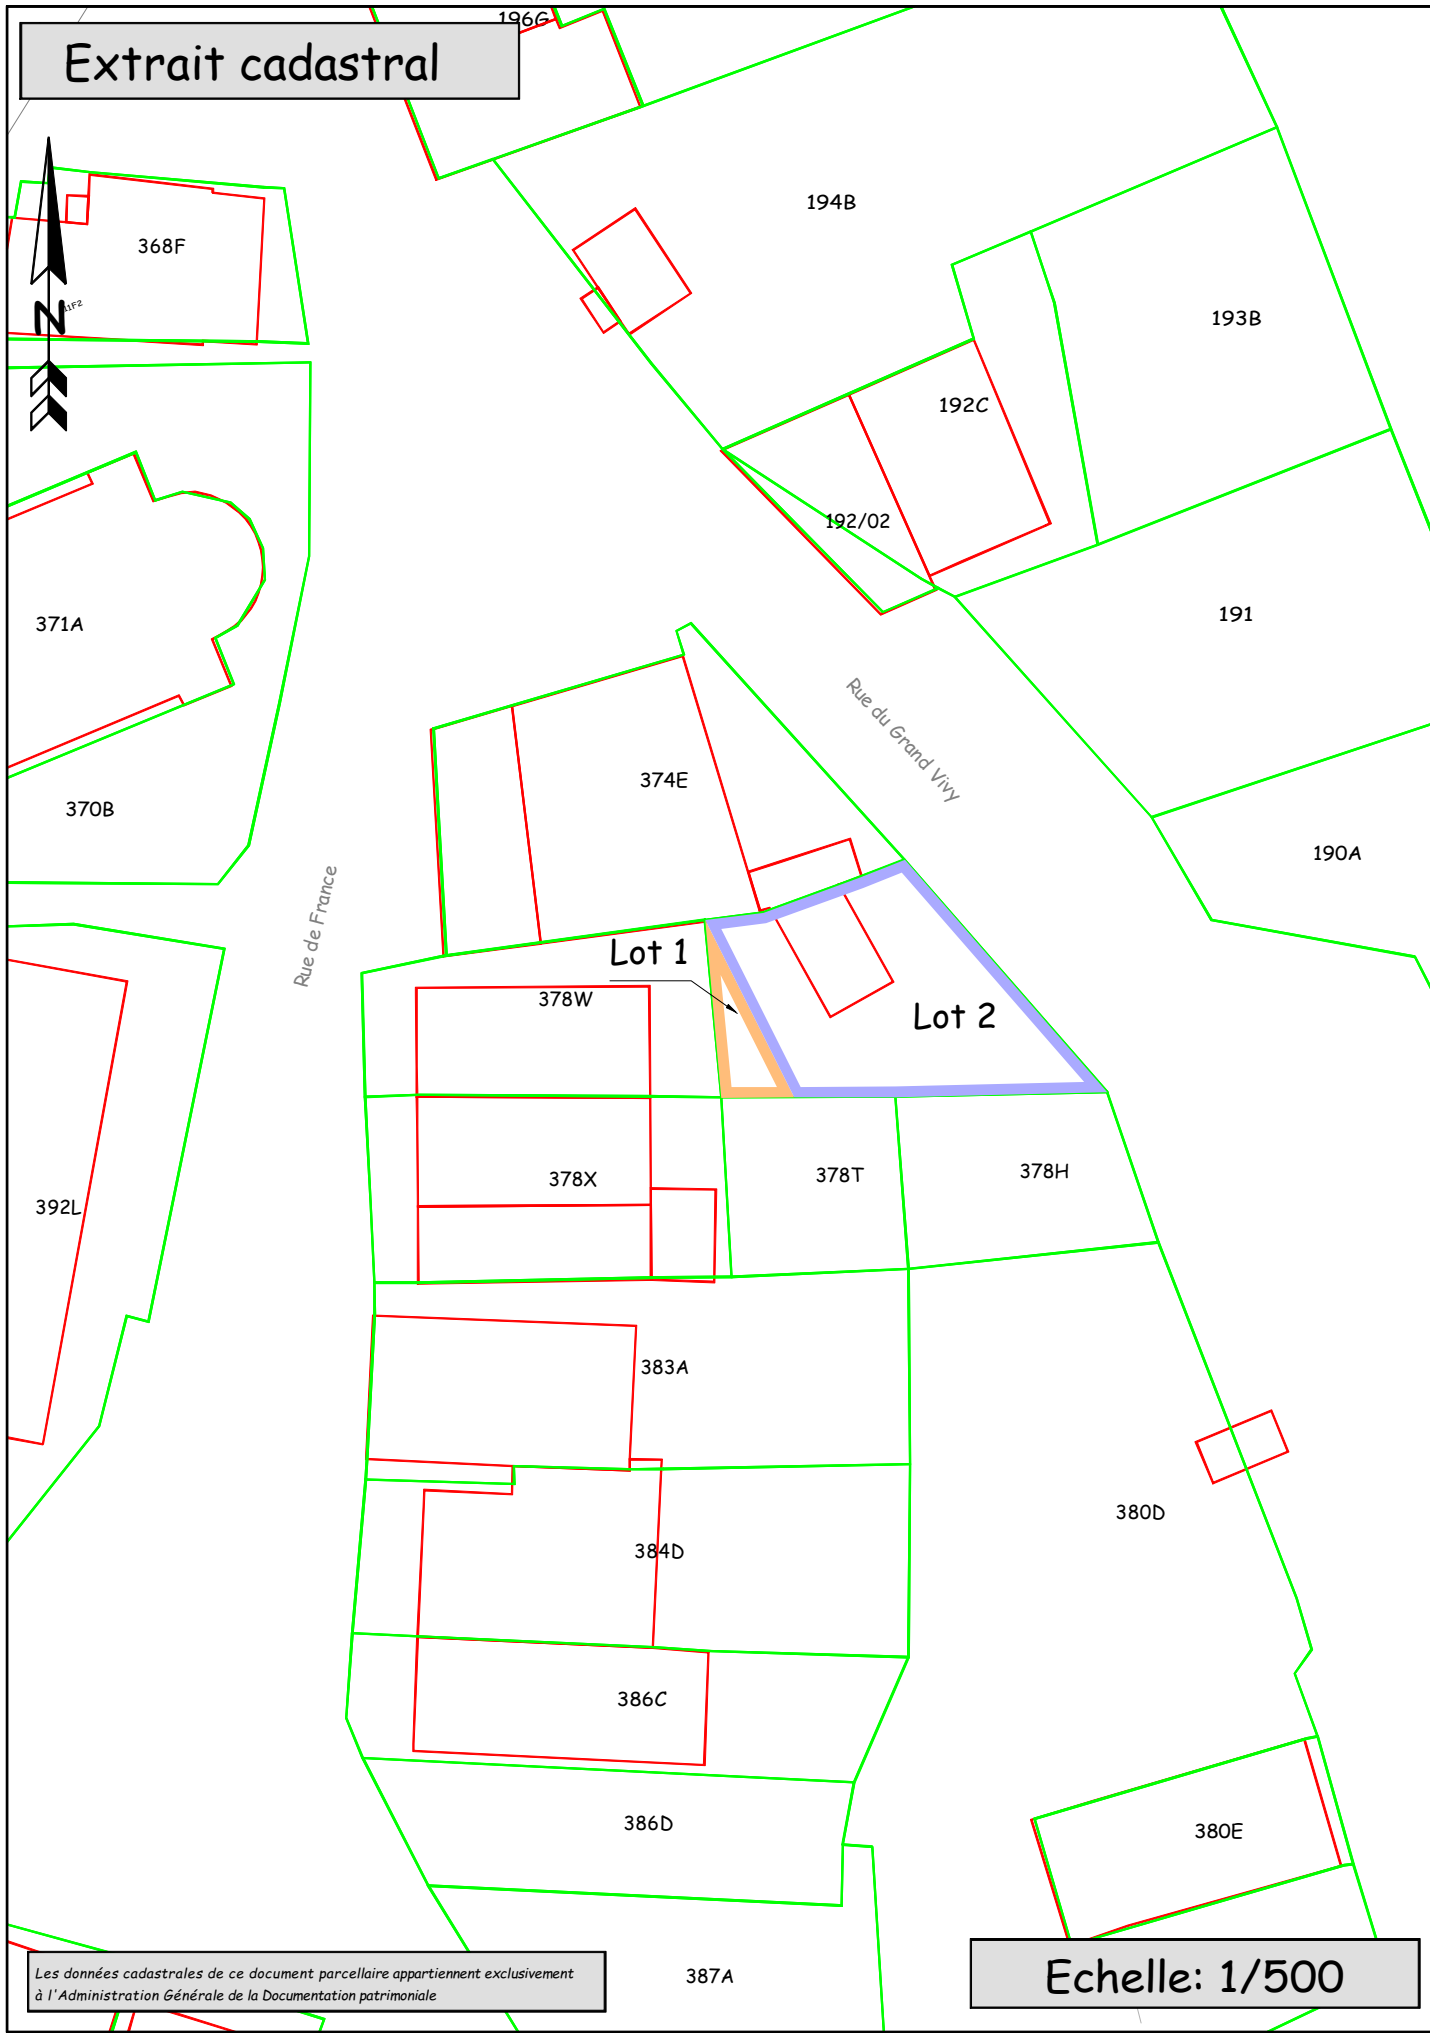 196G
Extrait cadastral
194B
368F
N
11F2
193B
192C
192/02
191
371A
Rue du Grand Vivy
374E
370B
190A
Rue de France
Lot 1
378W
Lot 2
378T
378H
378X
392L
383A
380D
384D
386C
386D
380E
Les données cadastrales de ce document parcellaire appartiennent exclusivement
à l'Administration Générale de la Documentation patrimoniale
387A
Echelle: 1/500